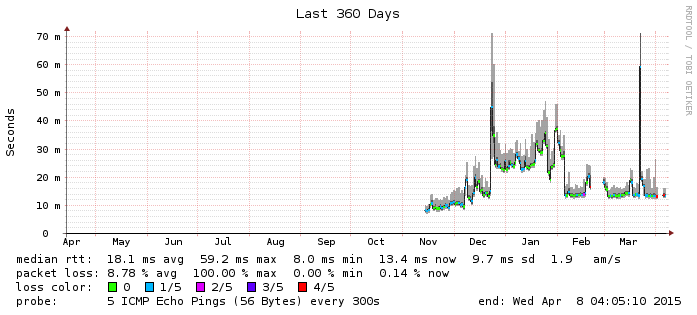 Last 360 Days
RRDTOOL / TOBI OETIKER
Seconds
70 m
60 m
50 m
40 m
30 m
20 m
10 m
0
Apr May Jun Jul Aug Sep Oct Nov Dec Jan Feb Mar
median rtt: 18.1 ms avg 59.2 ms max 8.0 ms min 13.4 ms now 9.7 ms sd 1.9 am/s
packet loss: 8.78 % avg 100.00 % max 0.00 % min 0.14 % now
loss color: 0 1/5 2/5 3/5 4/5
probe: 5 ICMP Echo Pings (56 Bytes) every 300s end: Wed Apr 8 04:05:10 2015